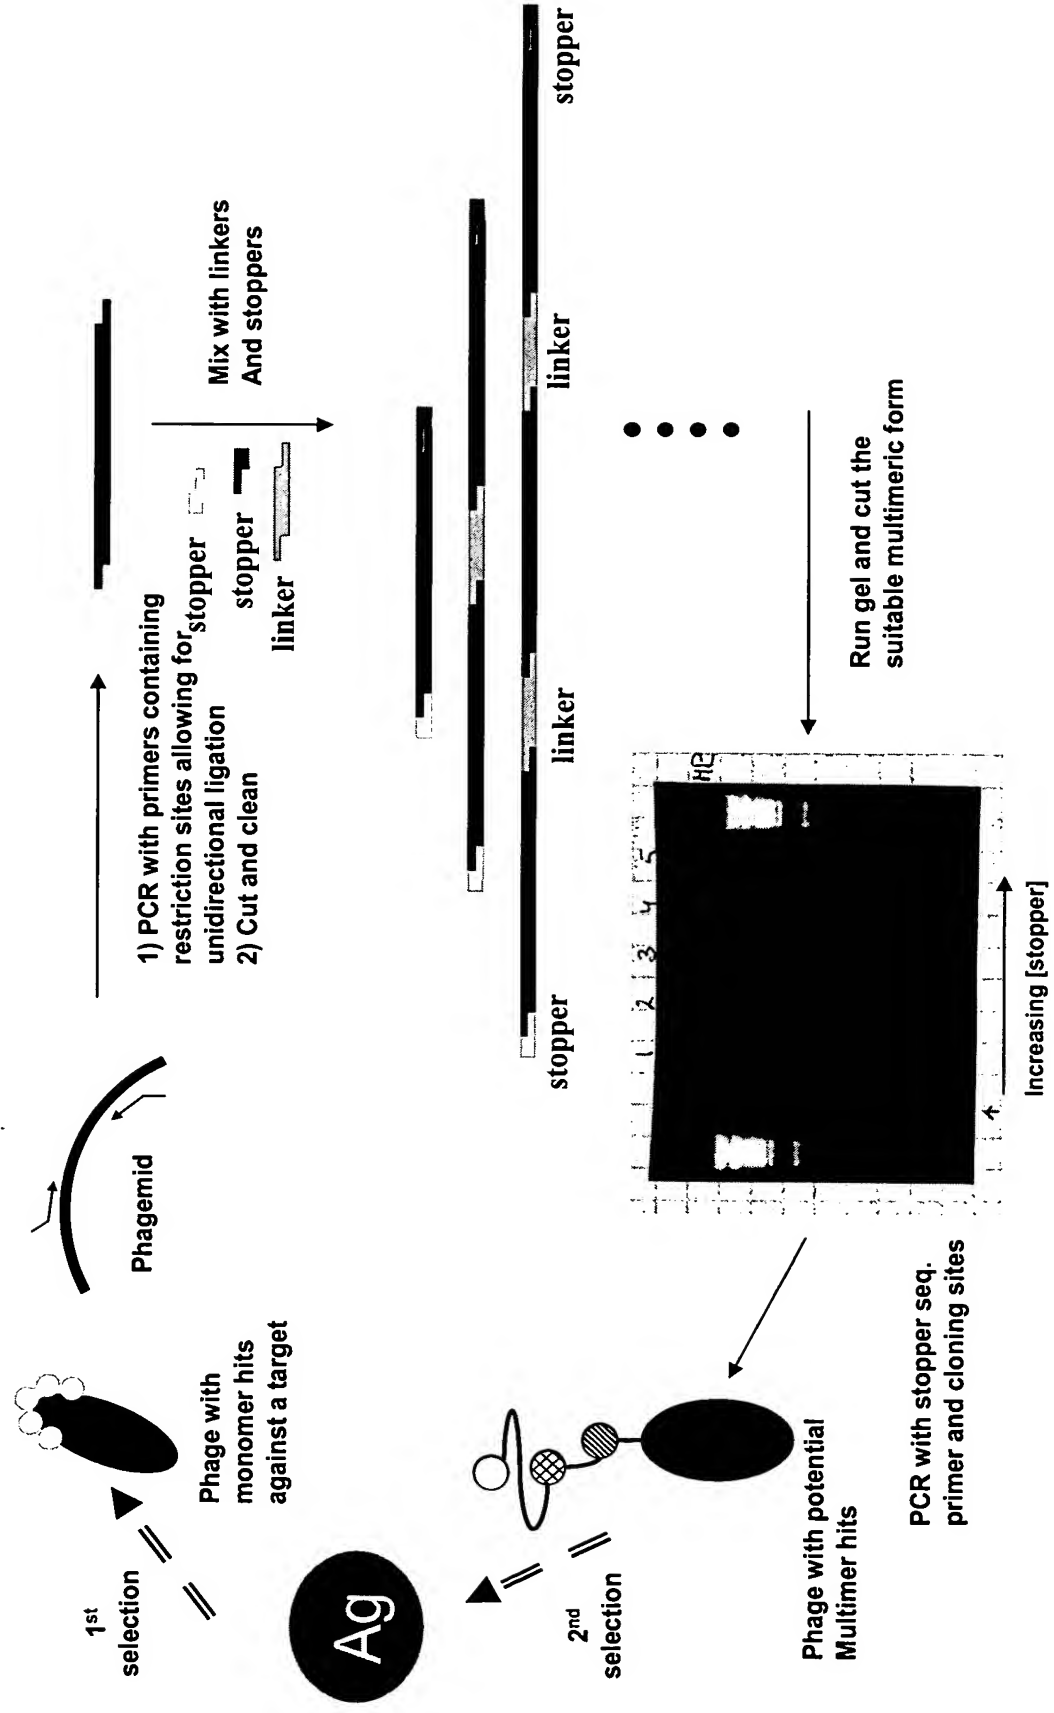 1st
selection
Ag
2nd
selection
Phage with
monomer hits
against a target
Phagemid
1) PCR with primers containing
restriction sites allowing for
unidirectional ligation
2) Cut and clean
stopper
stopper
linker
Mix with linkers
And stoppers
stopper
linker
linker
stopper
Run gel and cut the
suitable multimeric form
1 2 3 4 5
Increasing [stopper]
PCR with stopper seq.
primer and cloning sites
Phage with potential
Multimer hits